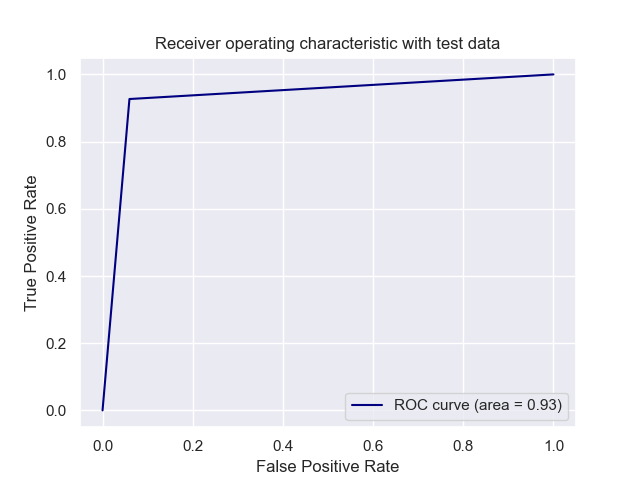 Receiver operating characteristic with test data
True Positive Rate
1.0
0.8
0.6
0.4
0.2
0.0
ROC curve (area = 0.93)
0.0 0.2 0.4 0.6 0.8 1.0
False Positive Rate